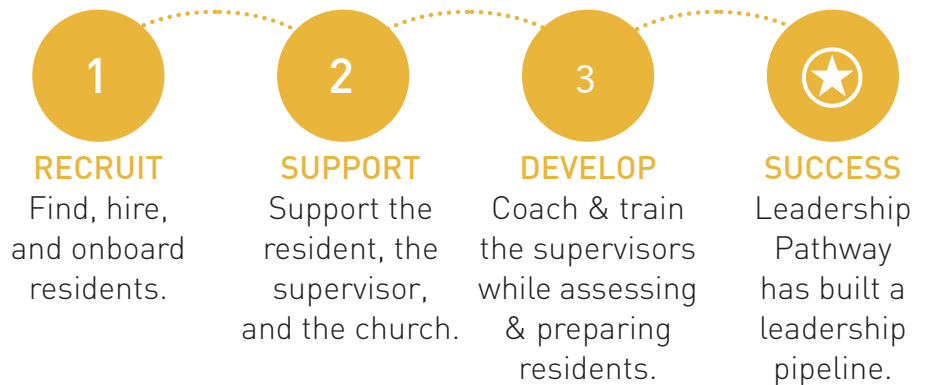 1
RECRUIT
Find, hire,
and onboard
residents.
2
SUPPORT
Support the
resident, the
supervisor,
and the church.
3
DEVELOP
Coach & train
the supervisors
while assessing
& preparing
residents.
SUCCESS
Leadership
Pathway
has built a
leadership
pipeline.